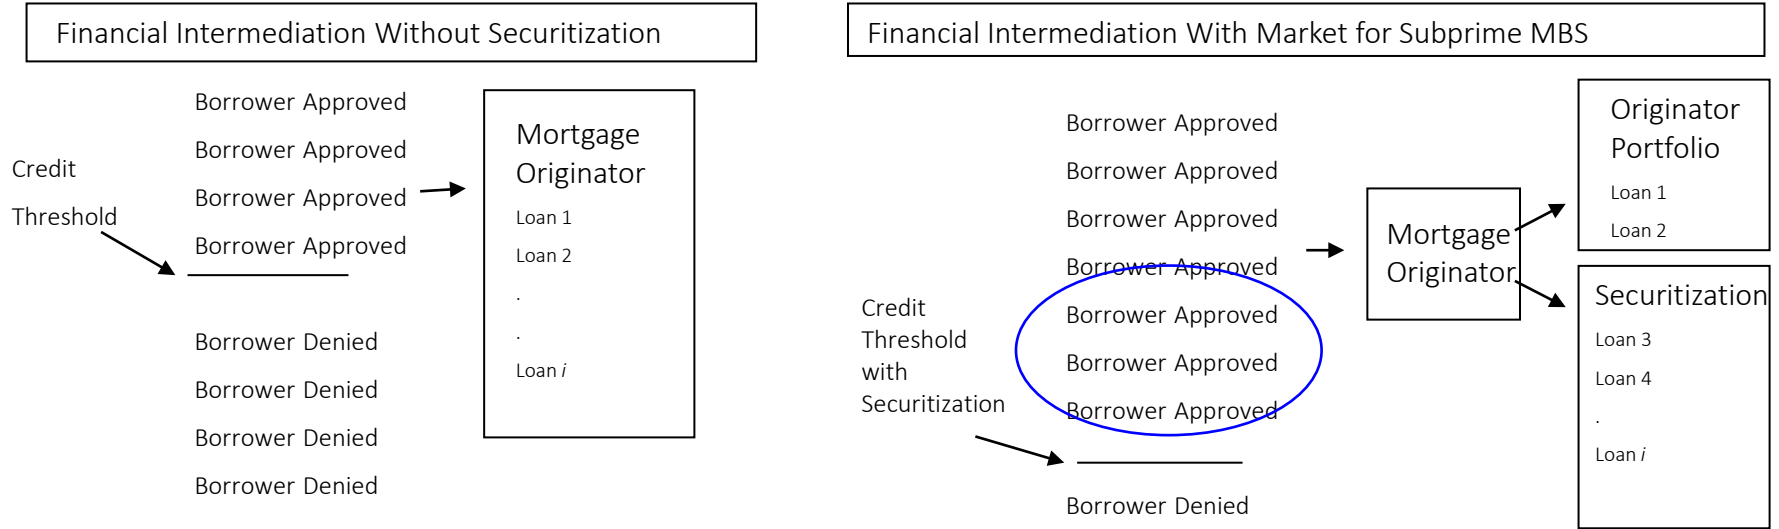 Financial Intermediation Without Securitization
Borrower Approved
Borrower Approved
Borrower Approved
Borrower Approved
Credit
Threshold
Borrower Denied
Borrower Denied
Borrower Denied
Borrower Denied
Mortgage
Originator
Loan 1
Loan 2
.
.
Loan i
Financial Intermediation With Market for Subprime MBS
Borrower Approved
Borrower Approved
Borrower Approved
Borrower Approved
Borrower Approved
Borrower Approved
Borrower Approved
Credit
Threshold
with
Securitization
Borrower Denied
Mortgage
Originator
Originator
Portfolio
Loan 1
Loan 2
Securitization
Loan 3
Loan 4
.
Loan i